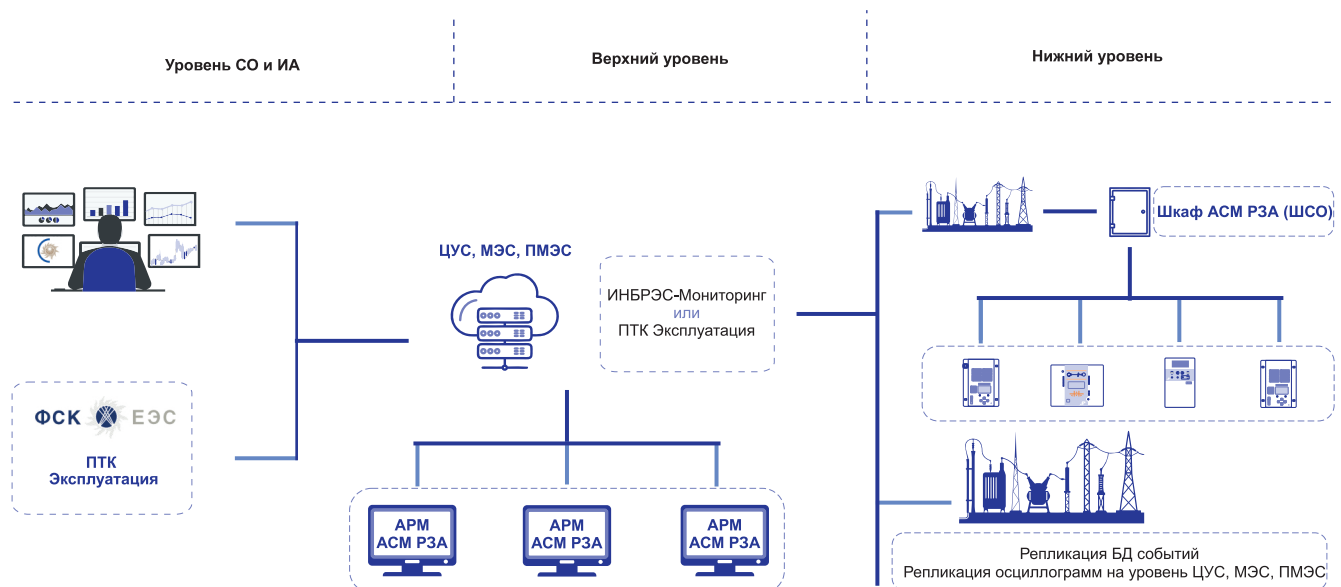 Уровень СО и ИА
Верхний уровень
Нижний уровень
ЦУС, МЭС, ПМЭС
ИНБРЭС-Мониторинг
или
ПТК Эксплуатация
Шкаф АСМ РЗА (ШСО)
ФСК ЕЭС
ПТК
Эксплуатация
АРМ
АСМ РЗА
АРМ
АСМ РЗА
АРМ
АСМ РЗА
Репликация БД событий
Репликация осциллограмм на уровень ЦУС, МЭС, ПМЭС